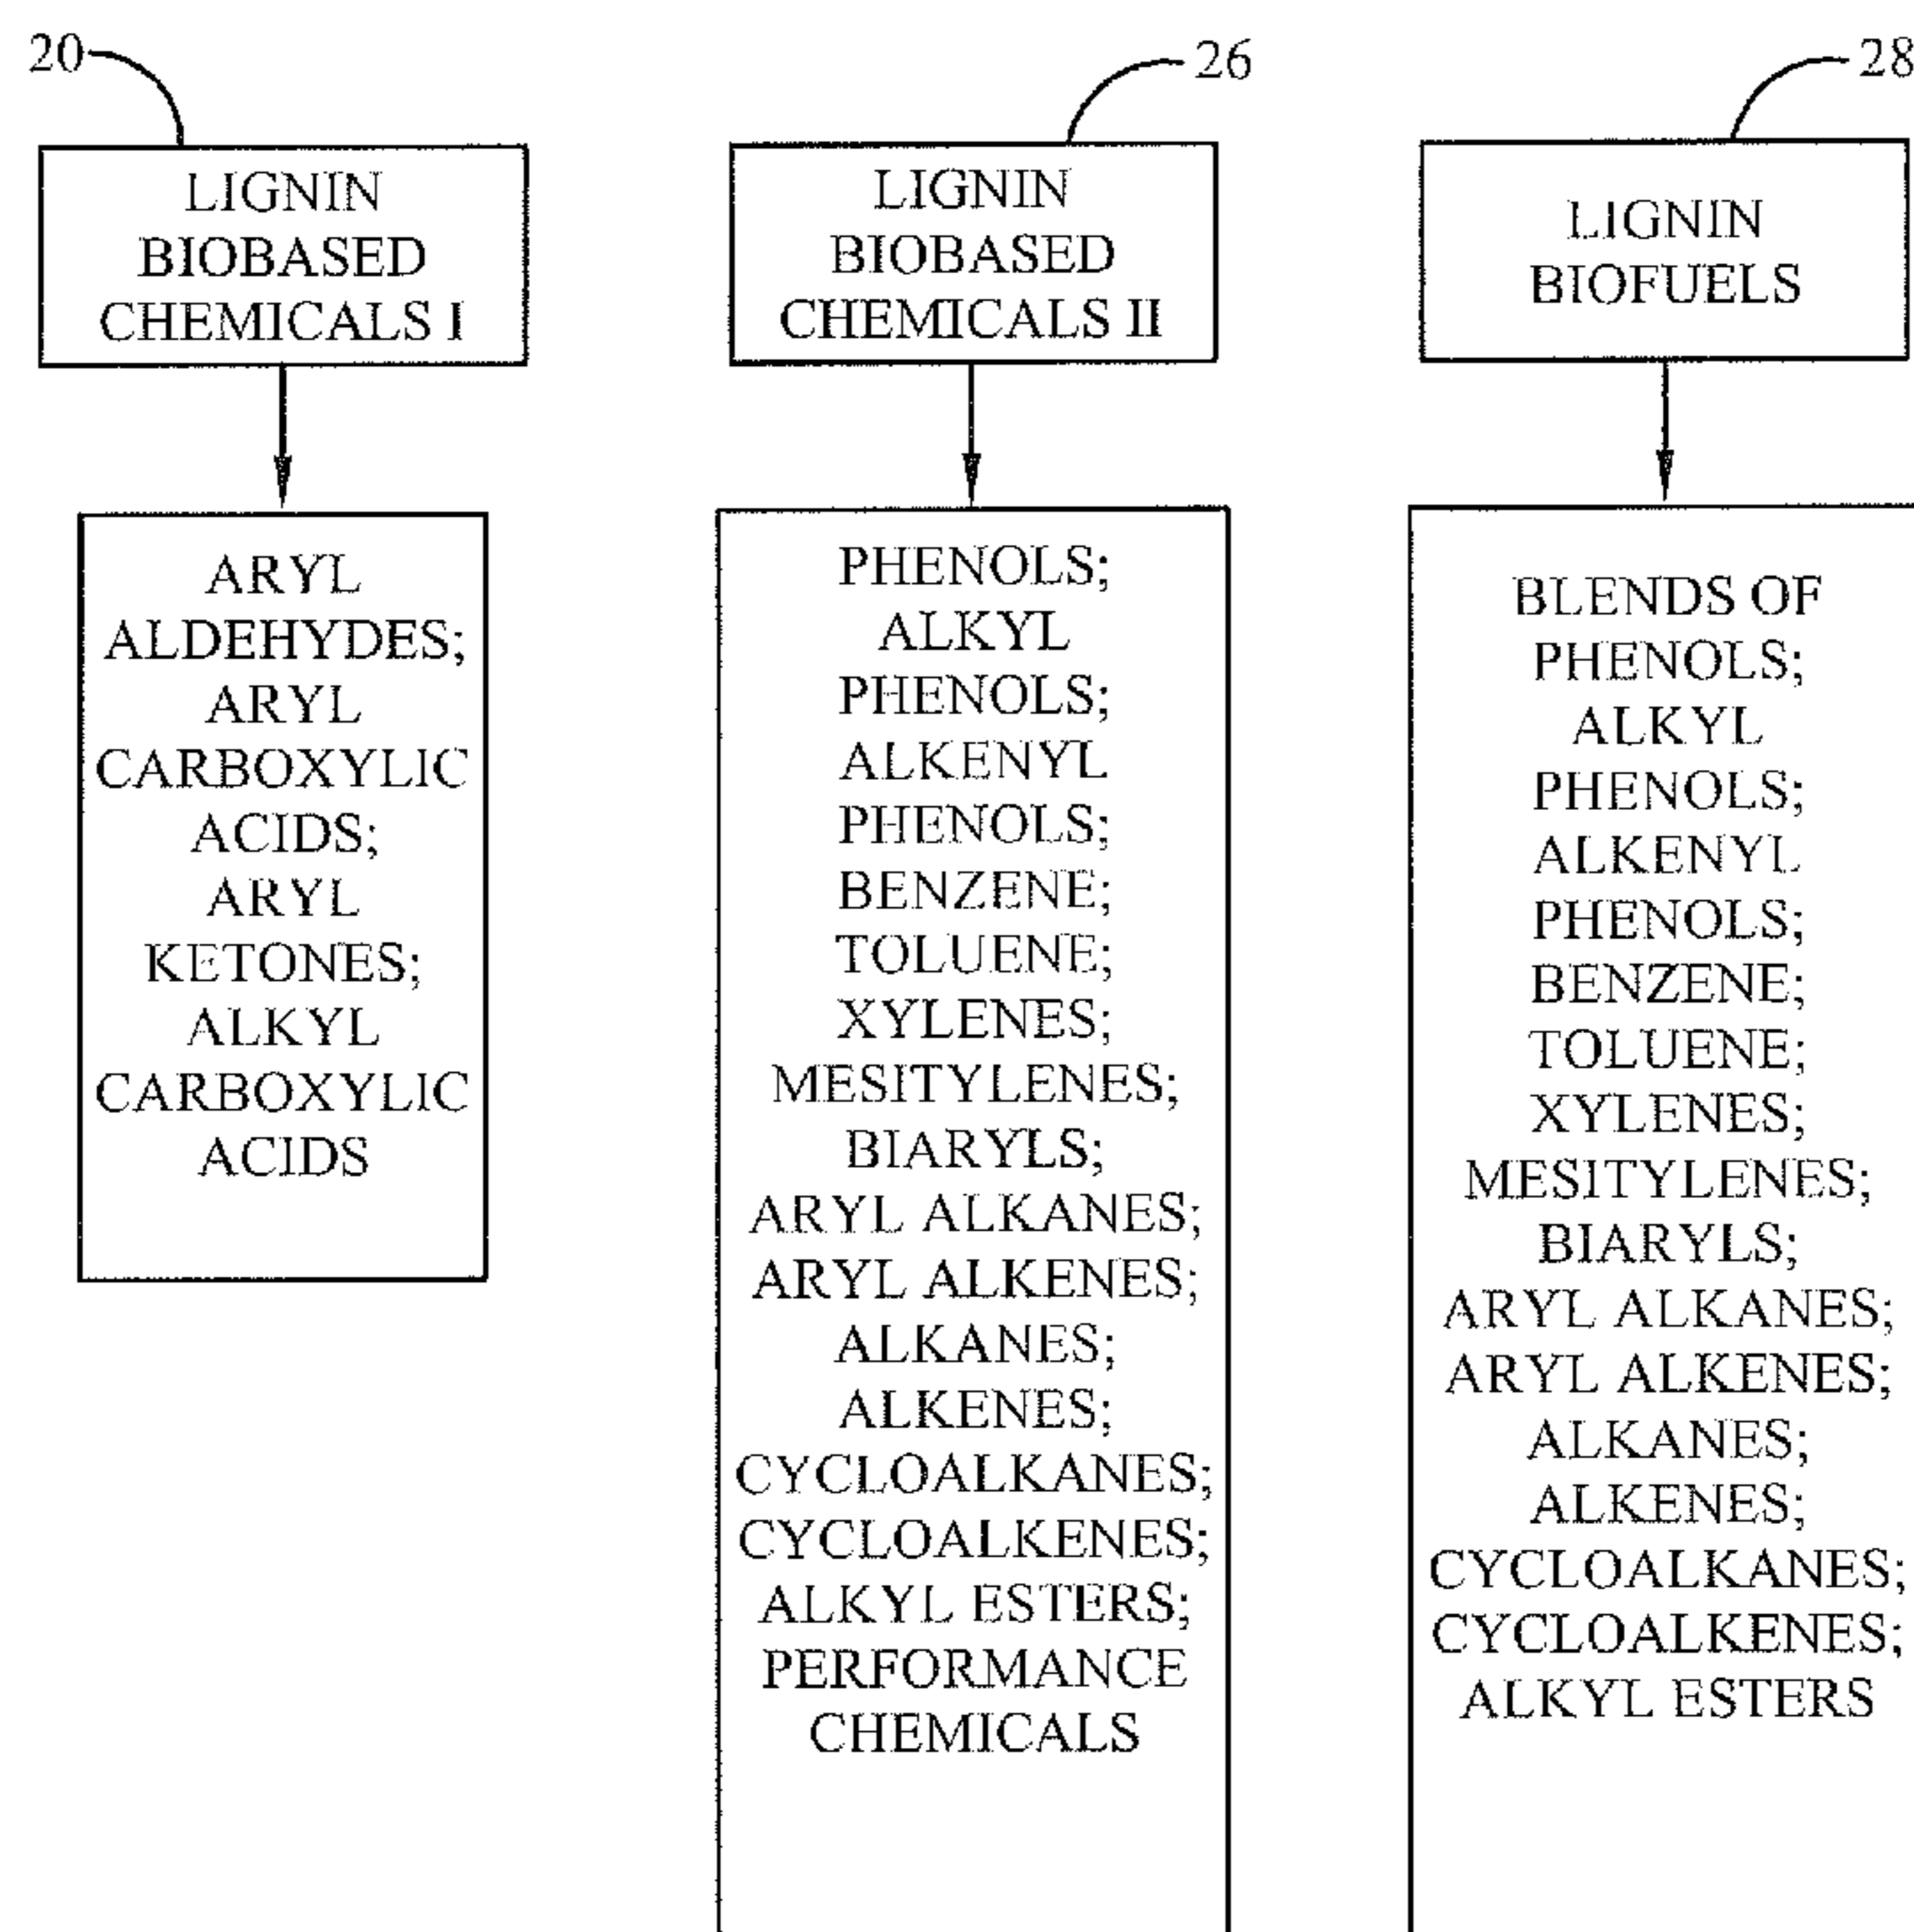 20
26
28
LIGNIN
BIOBASED
CHEMICALS I
LIGNIN
BIOBASED
CHEMICALS II
LIGNIN
BIOFUELS
ARYL
ALDEHYDES;
ARYL
CARBOXYLIC
ACIDS;
ARYL
KETONES;
ALKYL
CARBOXYLIC
ACIDS
PHENOLS;
ALKYL
PHENOLS;
ALKENYL
PHENOLS;
BENZENE;
TOLUENE;
XYLENES;
MESITYLENES;
BIARYLS;
ARYL ALKANES;
ARYL ALKENES;
ALKANES;
ALKENES;
CYCLOALKANES;
CYCLOALKENES;
ALKYL ESTERS;
PERFORMANCE
CHEMICALS
BLENDS OF
PHENOLS;
ALKYL
PHENOLS;
ALKENYL
PHENOLS;
BENZENE;
TOLUENE;
XYLENES;
MESITYLENES;
BIARYLS;
ARYL ALKANES;
ARYL ALKENES;
ALKANES;
ALKENES;
CYCLOALKANES;
CYCLOALKENES;
ALKYL ESTERS